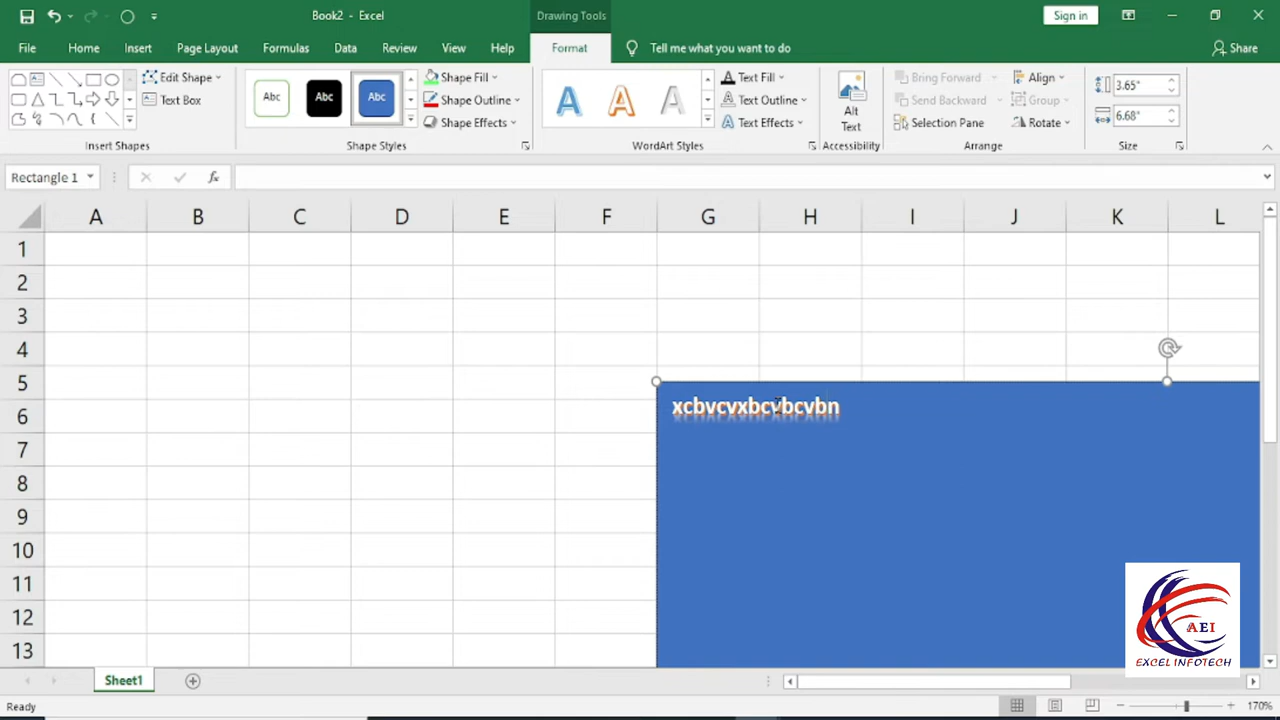 Book2 - Excel
Drawing Tools
Sign in
File Home Insert Page Layout Formulas Data Review View Help Format Tell me what you want to do Share
Edit Shape
Text Box
Insert Shapes
Abc Abc Abc
Shape Fill
Shape Outline
Shape Effects
Shape Styles
A A A
Text Fill
Text Outline
Text Effects
WordArt Styles
Alt
Text
Accessibility
Bring Forward
Send Backward
Selection Pane
Align
Group
Rotate
Arrange
3.65"
6.68"
Size
Rectangle 1
fx
A B C D E F G H I J K L
1
2
3
4
5
6
7
8
9
10
11
12
13
xcbvcvxbcvbcvbn
AEI
EXCEL INFOTECH
Sheet1
Ready
170%